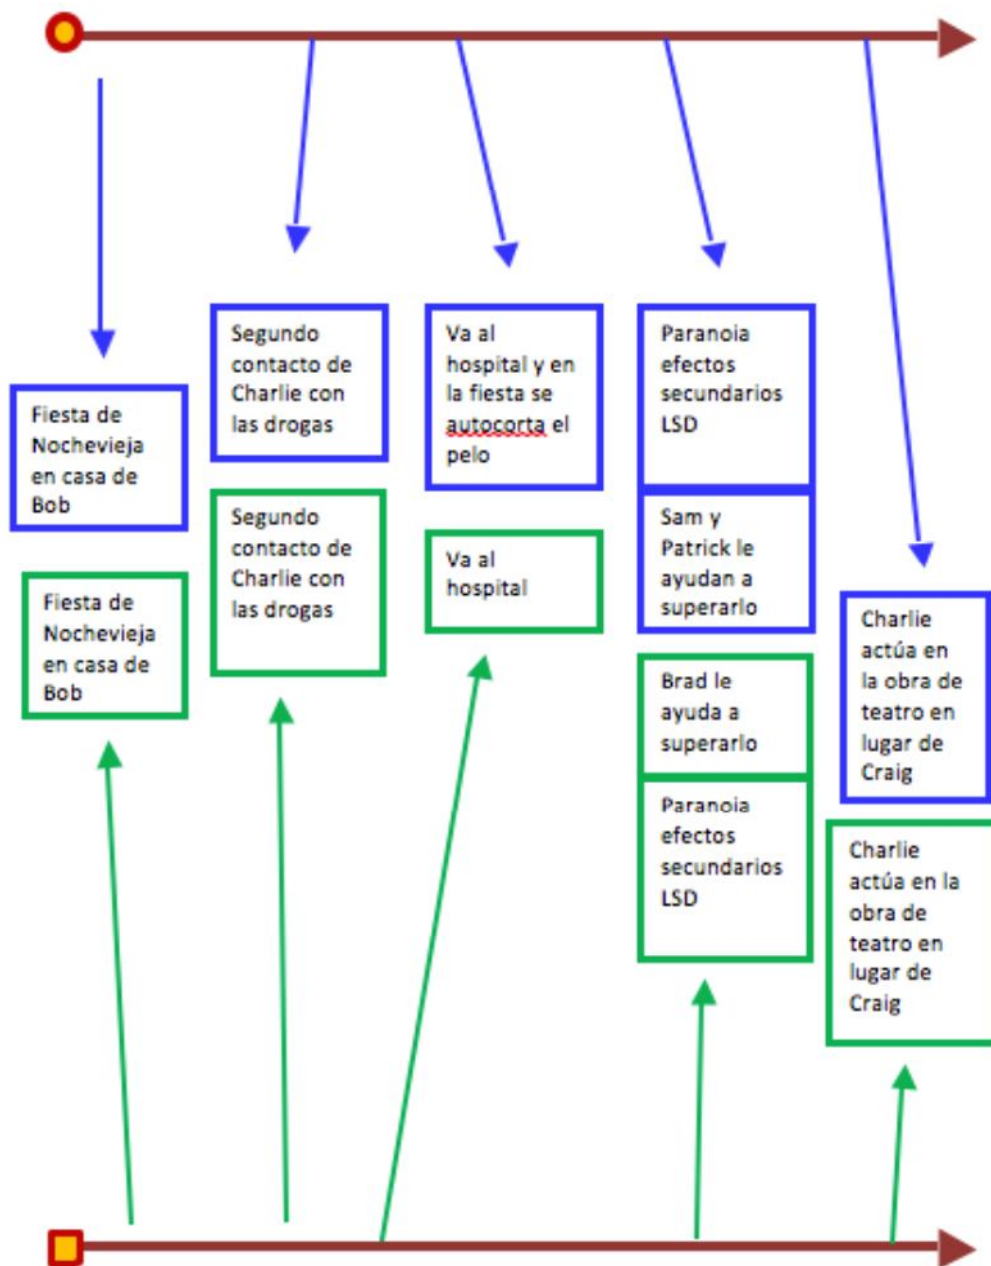 Fiesta de
Nochevieja
en casa de
Bob
Fiesta de
Nochevieja
en casa de
Bob
Segundo
contacto de
Charlie con
las drogas
Segundo
contacto de
Charlie con
las drogas
Va al
hospital y en
la fiesta se
autocorta el
pelo
Va al
hospital
Paranoia
efectos
secundarios
LSD
Sam y
Patrick le
ayudan a
superarlo
Brad le
ayuda a
superarlo
Paranoia
efectos
secundarios
LSD
Charlie
actúa en
la obra de
teatro en
lugar de
Craig
Charlie
actúa en la
obra de
teatro en
lugar de
Craig